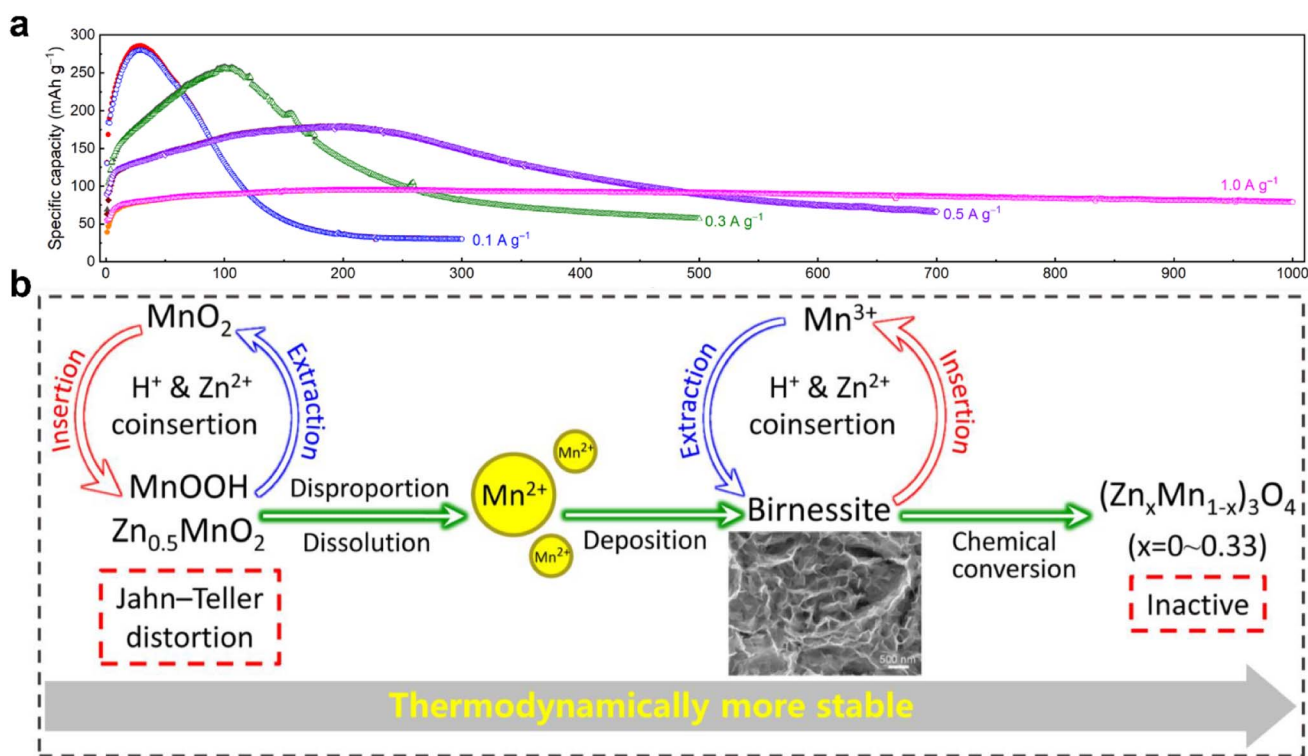 a
Specific capacity (mAh g⁻¹)
300
250
200
150
100
50
0
0.1 A g⁻¹
0.3 A g⁻¹
0.5 A g⁻¹
1.0 A g⁻¹
0 100 200 300 400 500 600 700 800 900 1000
b
MnO₂
Insertion
H⁺ & Zn²⁺
coinsertion
Extraction
MnOOH
Zn₀.₅MnO₂
Jahn–Teller
distortion
Disproportion
Dissolution
Mn²⁺
Mn²⁺
Mn²⁺
Deposition
Mn³⁺
Extraction
H⁺ & Zn²⁺
coinsertion
Insertion
Birnessite
500 nm
Chemical
conversion
(ZnₓMn₁₋ₓ)₃O₄
(x=0~0.33)
Inactive
Thermodynamically more stable